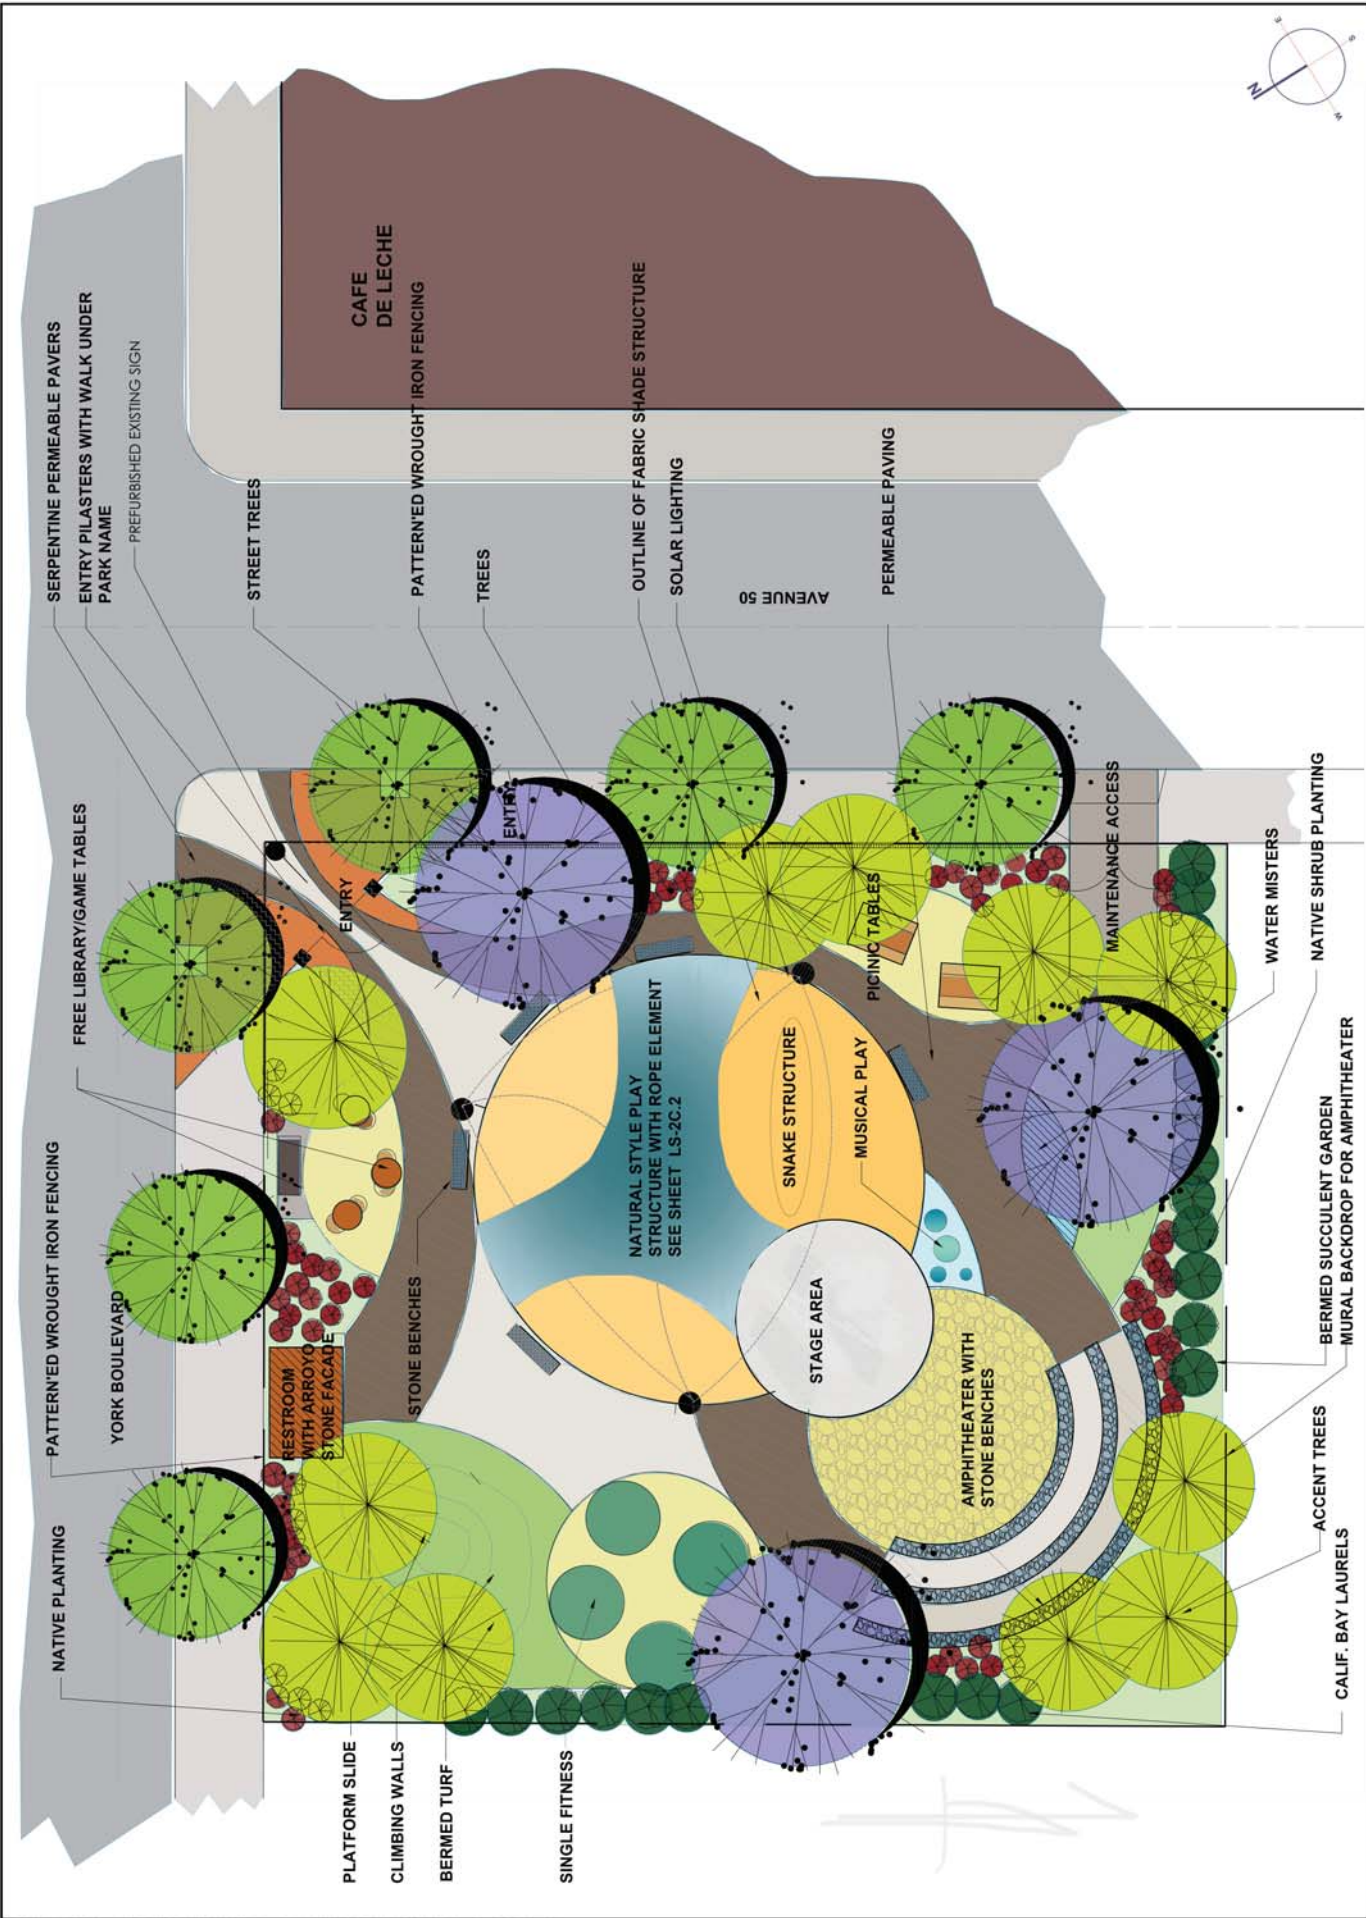 SERPENTINE PERMEABLE PAVERS
ENTRY PILASTERS WITH WALK UNDER
PARK NAME
PREFURBISHED EXISTING SIGN
STREET TREES
PATTERN'ED WROUGHT IRON FENCING
TREES
OUTLINE OF FABRIC SHADE STRUCTURE
SOLAR LIGHTING
PERMEABLE PAVING
CAFE
DE LECHE
AVENUE 50
N
E
S
W
NATIVE PLANTING
PATTERN'ED WROUGHT IRON FENCING
YORK BOULEVARD
FREE LIBRARY/GAME TABLES
ENTRY
ENTRY
RESTROOM
WITH ARROYO
STONE FACADE
STONE BENCHES
NATURAL STYLE PLAY
STRUCTURE WITH ROPE ELEMENT
SEE SHEET LS-2C.2
SNAKE STRUCTURE
MUSICAL PLAY
PICINIC TABLES
STAGE AREA
AMPHITHEATER WITH
STONE BENCHES
MAINTENANCE ACCESS
PLATFORM SLIDE
CLIMBING WALLS
BERMED TURF
SINGLE FITNESS
WATER MISTERS
NATIVE SHRUB PLANTING
BERMED SUCCULENT GARDEN
MURAL BACKDROP FOR AMPHITHEATER
ACCENT TREES
CALIF. BAY LAURELS